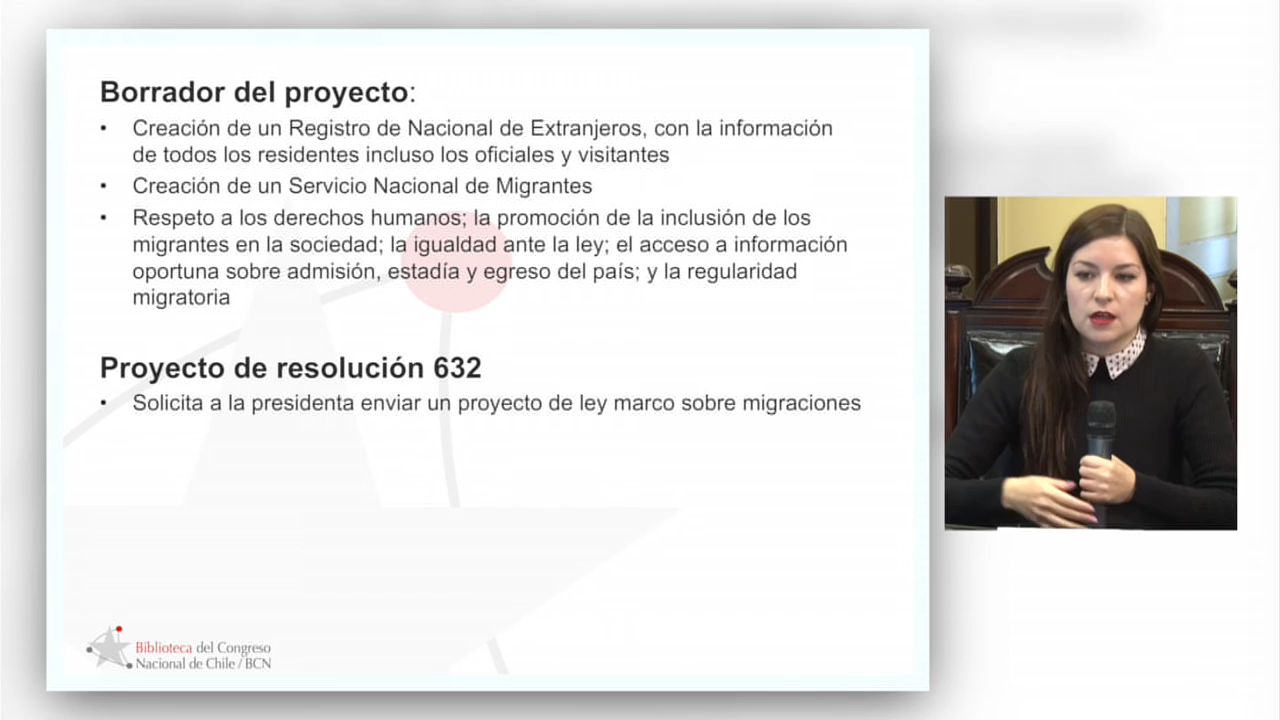 Borrador del proyecto:
• Creación de un Registro de Nacional de Extranjeros, con la información
de todos los residentes incluso los oficiales y visitantes
• Creación de un Servicio Nacional de Migrantes
• Respeto a los derechos humanos; la promoción de la inclusión de los
migrantes en la sociedad; la igualdad ante la ley; el acceso a información
oportuna sobre admisión, estadía y egreso del país; y la regularidad
migratoria
Proyecto de resolución 632
• Solicita a la presidenta enviar un proyecto de ley marco sobre migraciones
Biblioteca del Congreso
Nacional de Chile / BCN